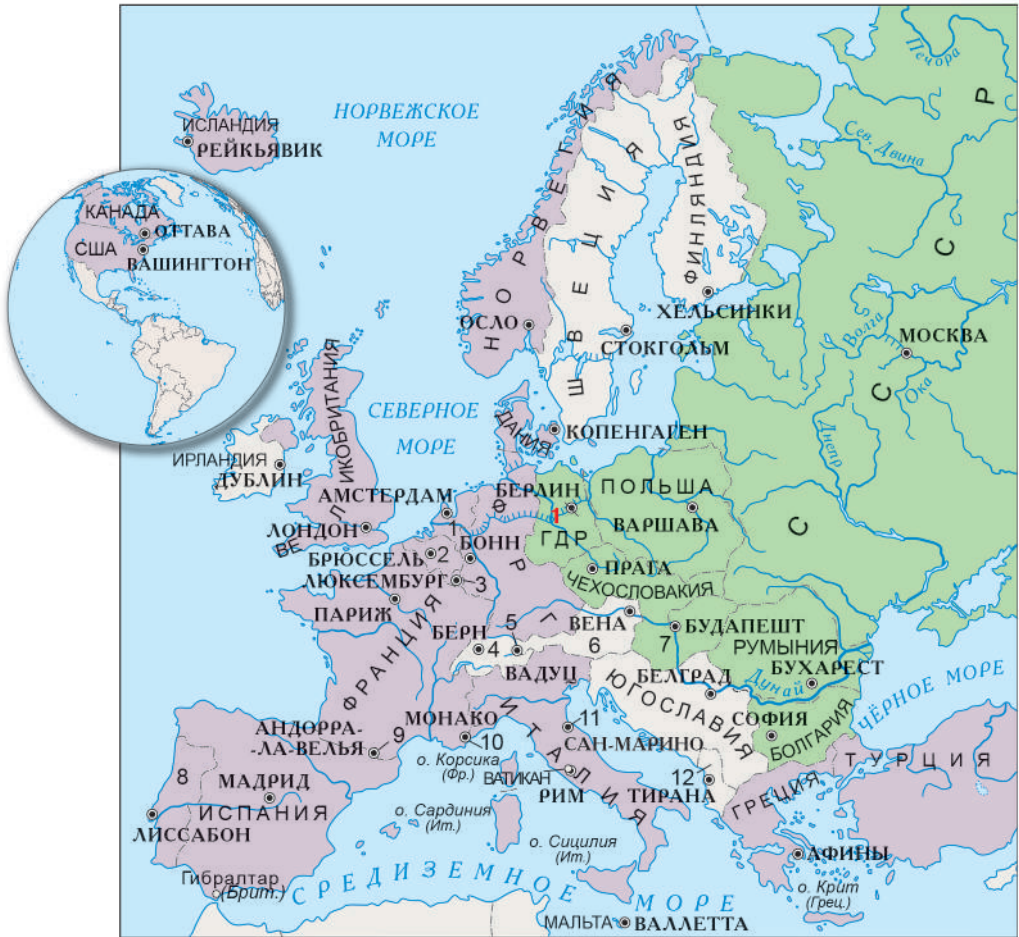 Печора
С С С Р
НОРВЕЖСКОЕ
МОРЕ
ИСЛАНДИЯ
РЕЙКЬЯВИК
Сев. Двина
КАНАДА
ОТТАВА
США
ВАШИНГТОН
НОРВЕГИЯ
ШВЕЦИЯ
ФИНЛЯНДИЯ
ХЕЛЬСИНКИ
ОСЛО
СТОКГОЛЬМ
Волга
МОСКВА
Ока
Днепр
СЕВЕРНОЕ
МОРЕ
ДАНИЯ
КОПЕНГАГЕН
ВЕЛИКОБРИТАНИЯ
ИРЛАНДИЯ
ДУБЛИН
АМСТЕРДАМ
1
ЛОНДОН
БЕРЛИН
1
ГДР
ПОЛЬША
ВАРШАВА
ФРГ
БОНН
БРЮССЕЛЬ
2
ЛЮКСЕМБУРГ
3
ПРАГА
ЧЕХОСЛОВАКИЯ
ПАРИЖ
ФРАНЦИЯ
БЕРН
4
5
ВАДУЦ
ВЕНА
6
7
БУДАПЕШТ
РУМЫНИЯ
БУХАРЕСТ
БЕЛГРАД
Дунай
ЮГОСЛАВИЯ
СОФИЯ
БОЛГАРИЯ
ЧЁРНОЕ МОРЕ
МОНАКО
10
АНДОРРА-
-ЛА-ВЕЛЬЯ
9
о. Корсика
(Фр.)
ИТАЛИЯ
11
САН-МАРИНО
ВАТИКАН
РИМ
12
ТИРАНА
ГРЕЦИЯ
ТУРЦИЯ
8
МАДРИД
ИСПАНИЯ
ЛИССАБОН
о. Сардиния
(Ит.)
о. Сицилия
(Ит.)
АФИНЫ
Гибралтар
(Брит.)
СРЕДИЗЕМНОЕ МОРЕ
о. Крит
(Грец.)
МАЛЬТА
ВАЛЛЕТТА